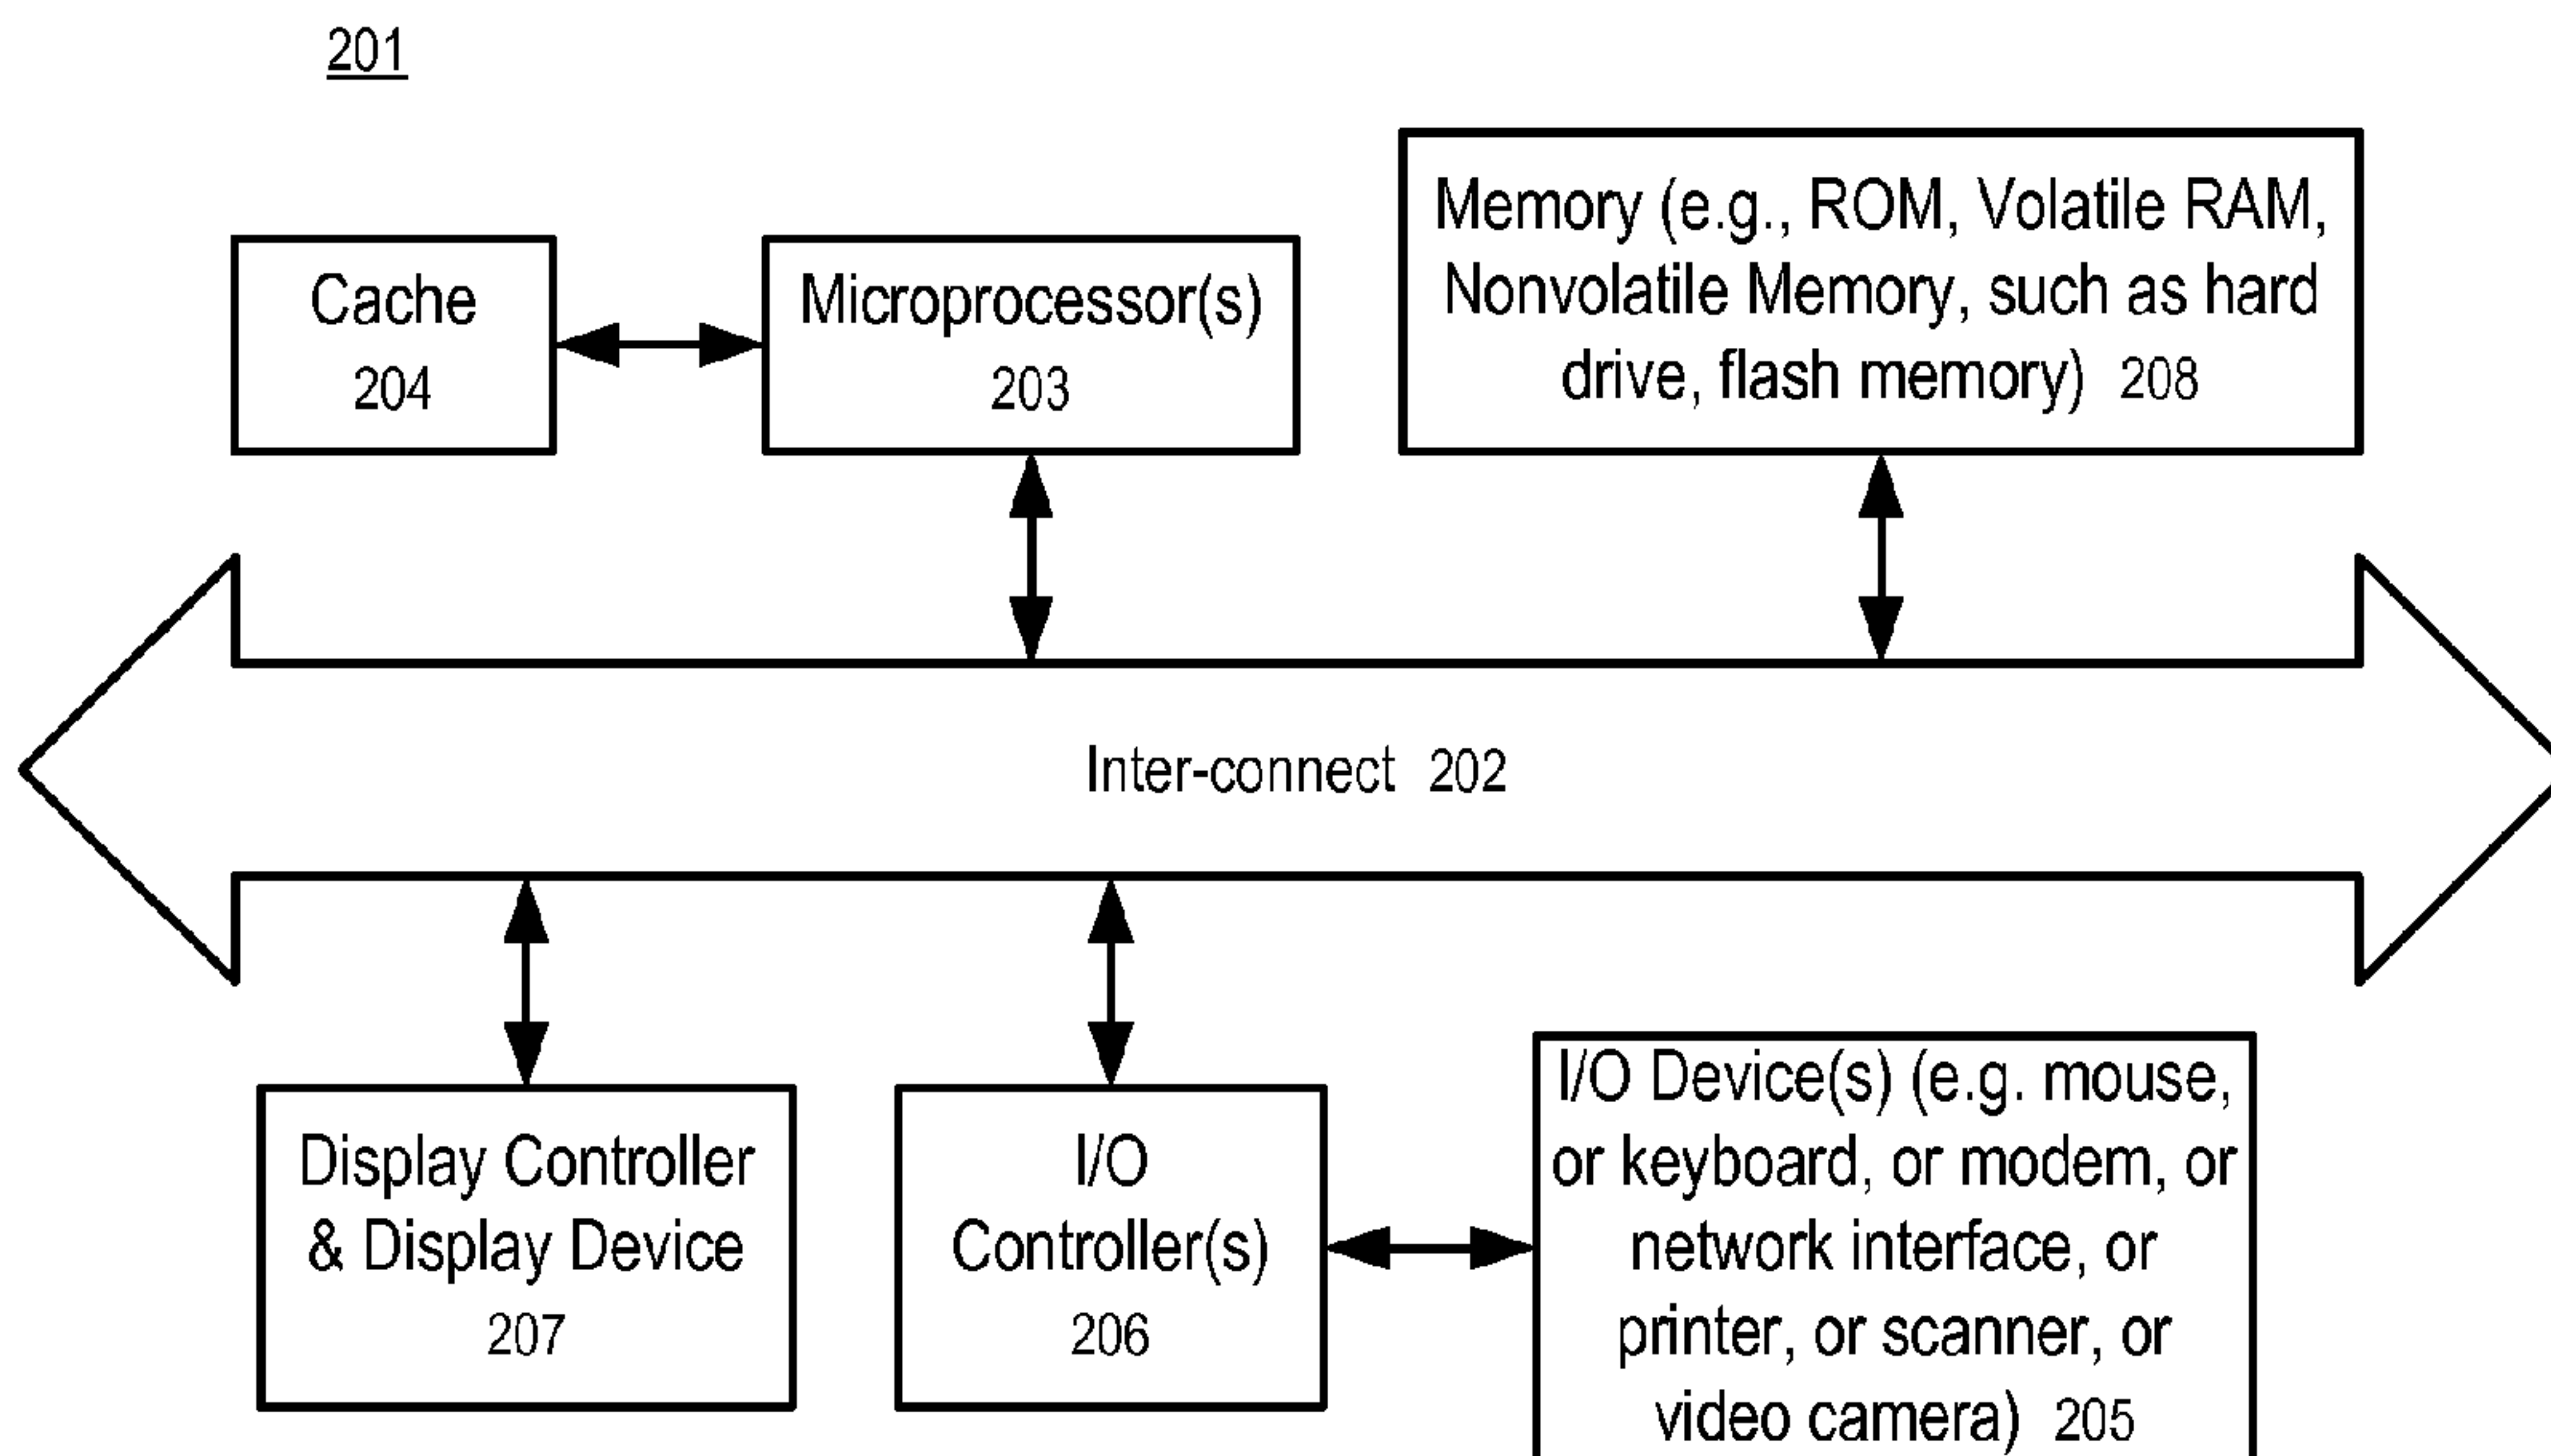 201
Cache
204
Microprocessor(s)
203
Memory (e.g., ROM, Volatile RAM,
Nonvolatile Memory, such as hard
drive, flash memory) 208
Inter-connect 202
Display Controller
& Display Device
207
I/O
Controller(s)
206
I/O Device(s) (e.g. mouse,
or keyboard, or modem, or
network interface, or
printer, or scanner, or
video camera) 205